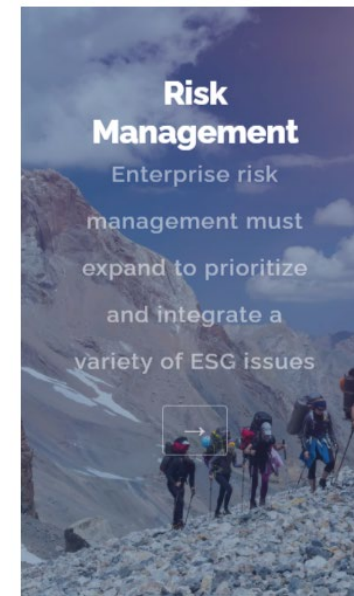 Risk
Management
Enterprise risk
management must
expand to prioritize
and integrate a
variety of ESG issues
→